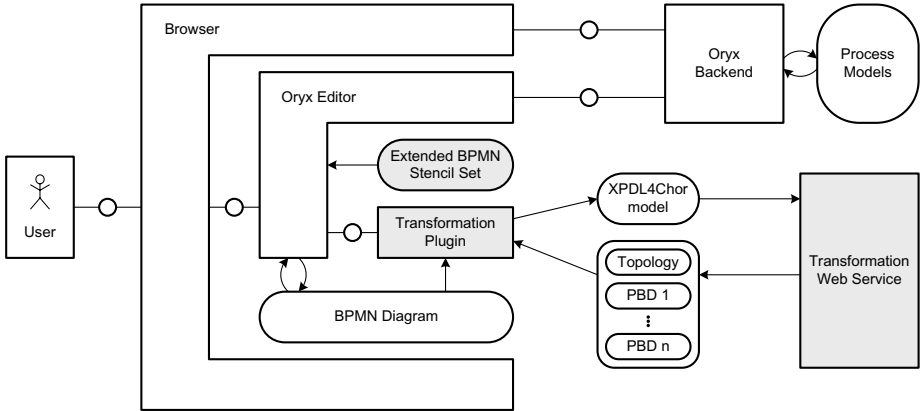 Browser
Oryx
Backend
Process
Models
Oryx Editor
Extended BPMN
Stencil Set
User
Transformation
Plugin
XPDL4Chor
model
Topology
PBD 1
PBD n
Transformation
Web Service
BPMN Diagram